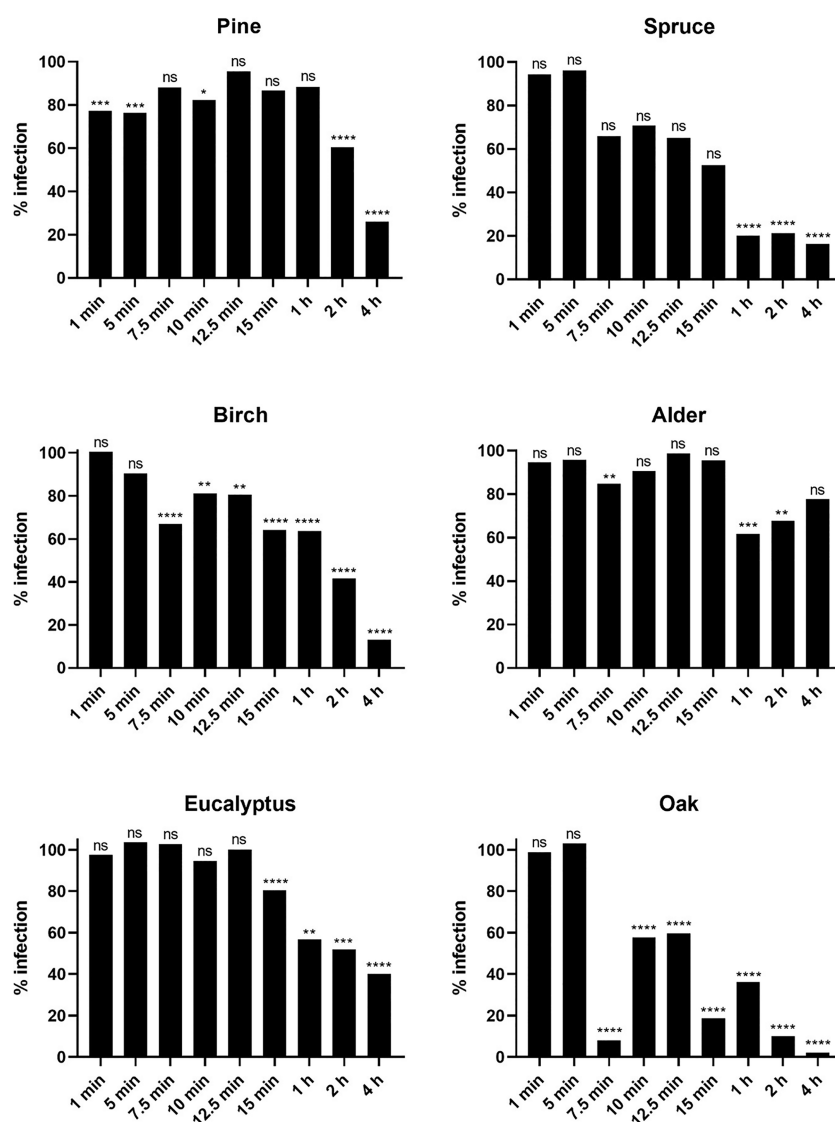 Pine
% infection
100
80
60
40
20
0
***
***
ns
*
ns
ns
ns
****
****
1 min
5 min
7.5 min
10 min
12.5 min
15 min
1 h
2 h
4 h
Spruce
% infection
100
80
60
40
20
0
ns
ns
ns
ns
ns
ns
****
****
****
1 min
5 min
7.5 min
10 min
12.5 min
15 min
1 h
2 h
4 h
Birch
% infection
100
80
60
40
20
0
ns
ns
****
**
**
****
****
****
****
1 min
5 min
7.5 min
10 min
12.5 min
15 min
1 h
2 h
4 h
Alder
% infection
100
80
60
40
20
0
ns
ns
**
ns
ns
ns
***
**
ns
1 min
5 min
7.5 min
10 min
12.5 min
15 min
1 h
2 h
4 h
Eucalyptus
% infection
100
80
60
40
20
0
ns
ns
ns
ns
ns
****
**
***
****
1 min
5 min
7.5 min
10 min
12.5 min
15 min
1 h
2 h
4 h
Oak
% infection
100
80
60
40
20
0
ns
ns
****
****
****
****
****
****
****
1 min
5 min
7.5 min
10 min
12.5 min
15 min
1 h
2 h
4 h